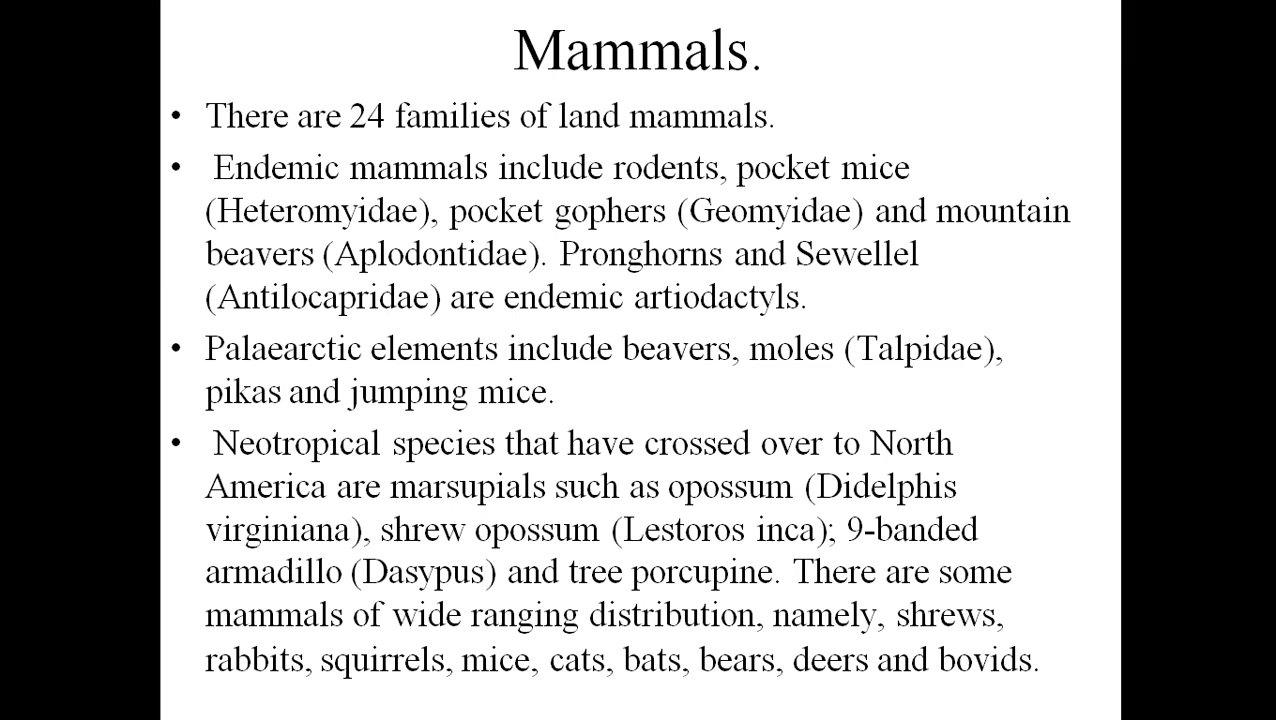 Mammals.
• There are 24 families of land mammals.
• Endemic mammals include rodents, pocket mice
(Heteromyidae), pocket gophers (Geomyidae) and mountain
beavers (Aplodontidae). Pronghorns and Sewellel
(Antilocapridae) are endemic artiodactyls.
• Palaearctic elements include beavers, moles (Talpidae),
pikas and jumping mice.
• Neotropical species that have crossed over to North
America are marsupials such as opossum (Didelphis
virginiana), shrew opossum (Lestoros inca); 9-banded
armadillo (Dasypus) and tree porcupine. There are some
mammals of wide ranging distribution, namely, shrews,
rabbits, squirrels, mice, cats, bats, bears, deers and bovids.